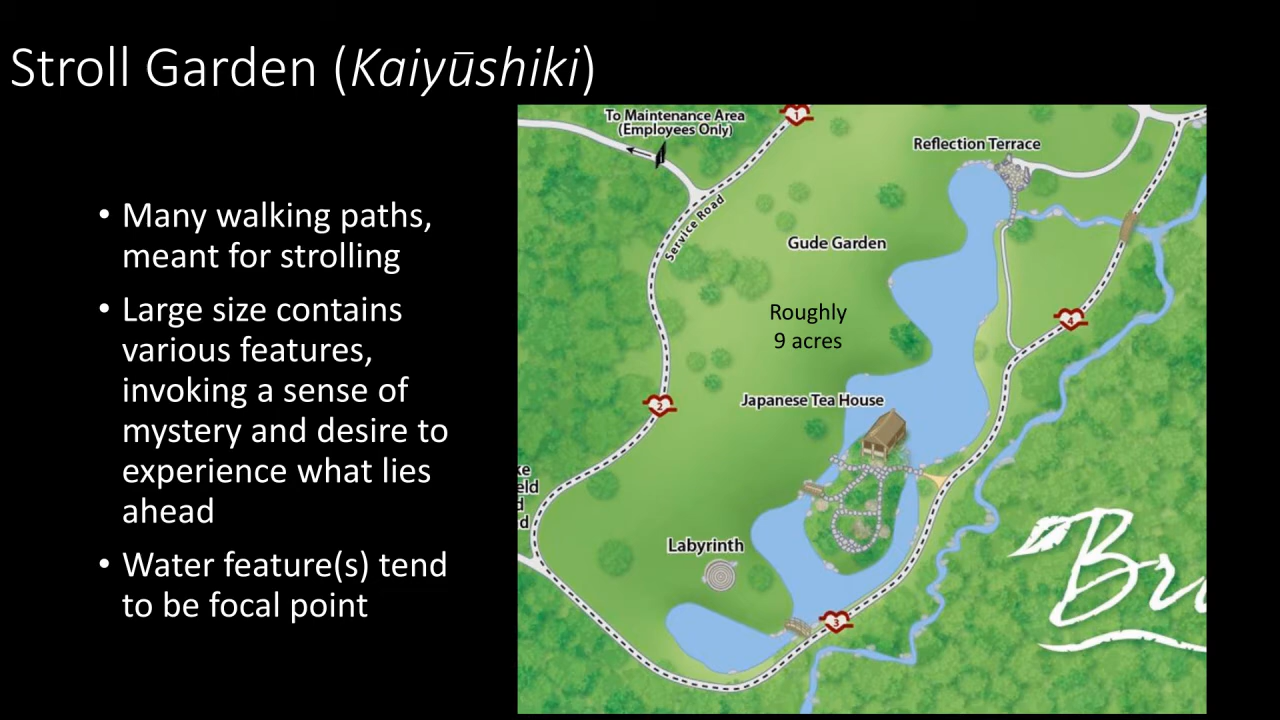 Stroll Garden (Kaiyūshiki)
• Many walking paths,
meant for strolling
• Large size contains
various features,
invoking a sense of
mystery and desire to
experience what lies
ahead
• Water feature(s) tend
to be focal point
To Maintenance Area
(Employees Only)
1
Reflection Terrace
Service Road
Gude Garden
Roughly
9 acres
4
Japanese Tea House
2
Labyrinth
3